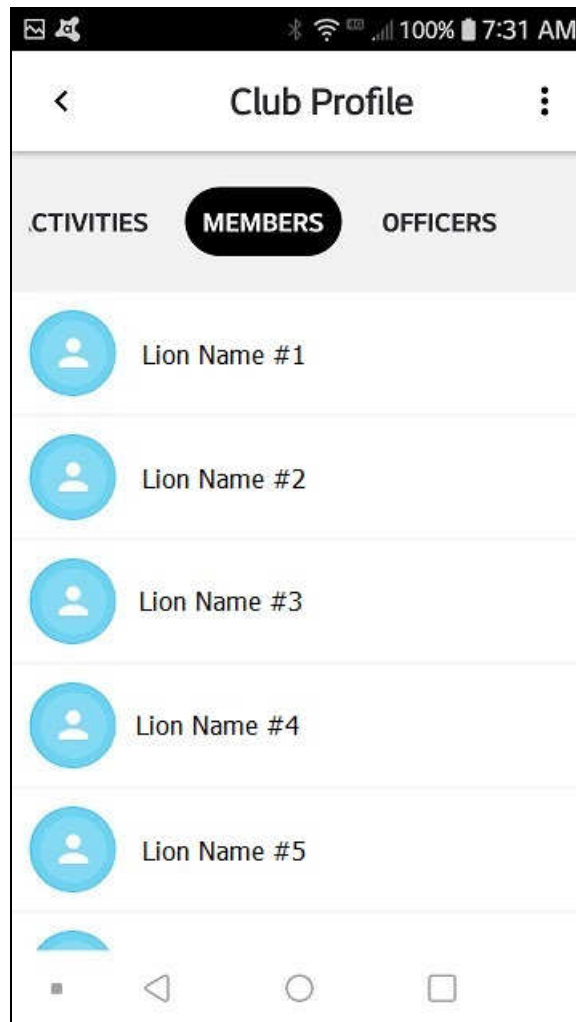 100% 7:31 AM
Club Profile
CTIVITIES MEMBERS OFFICERS
Lion Name #1
Lion Name #2
Lion Name #3
Lion Name #4
Lion Name #5